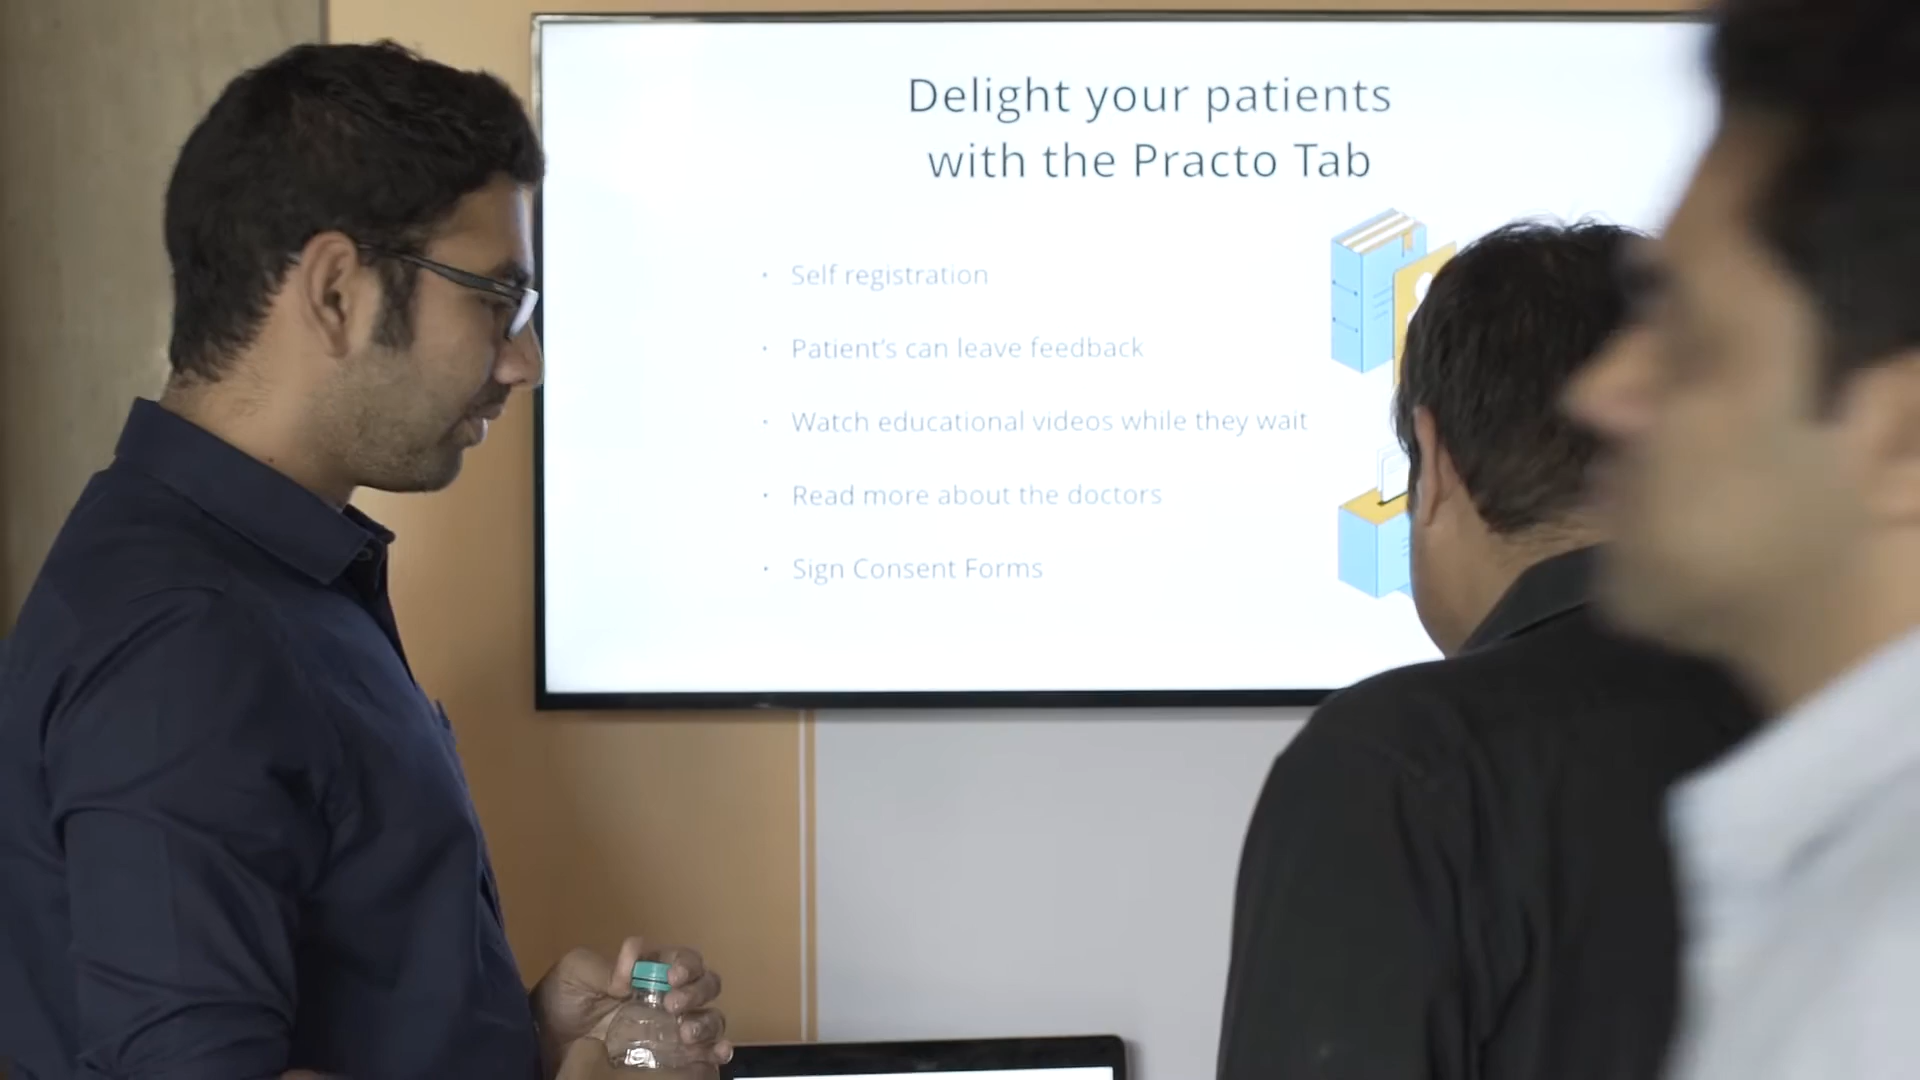 Delight your patients
with the Practo Tab
· Self registration
· Patient's can leave feedback
· Watch educational videos while they wait
· Read more about the doctors
· Sign Consent Forms